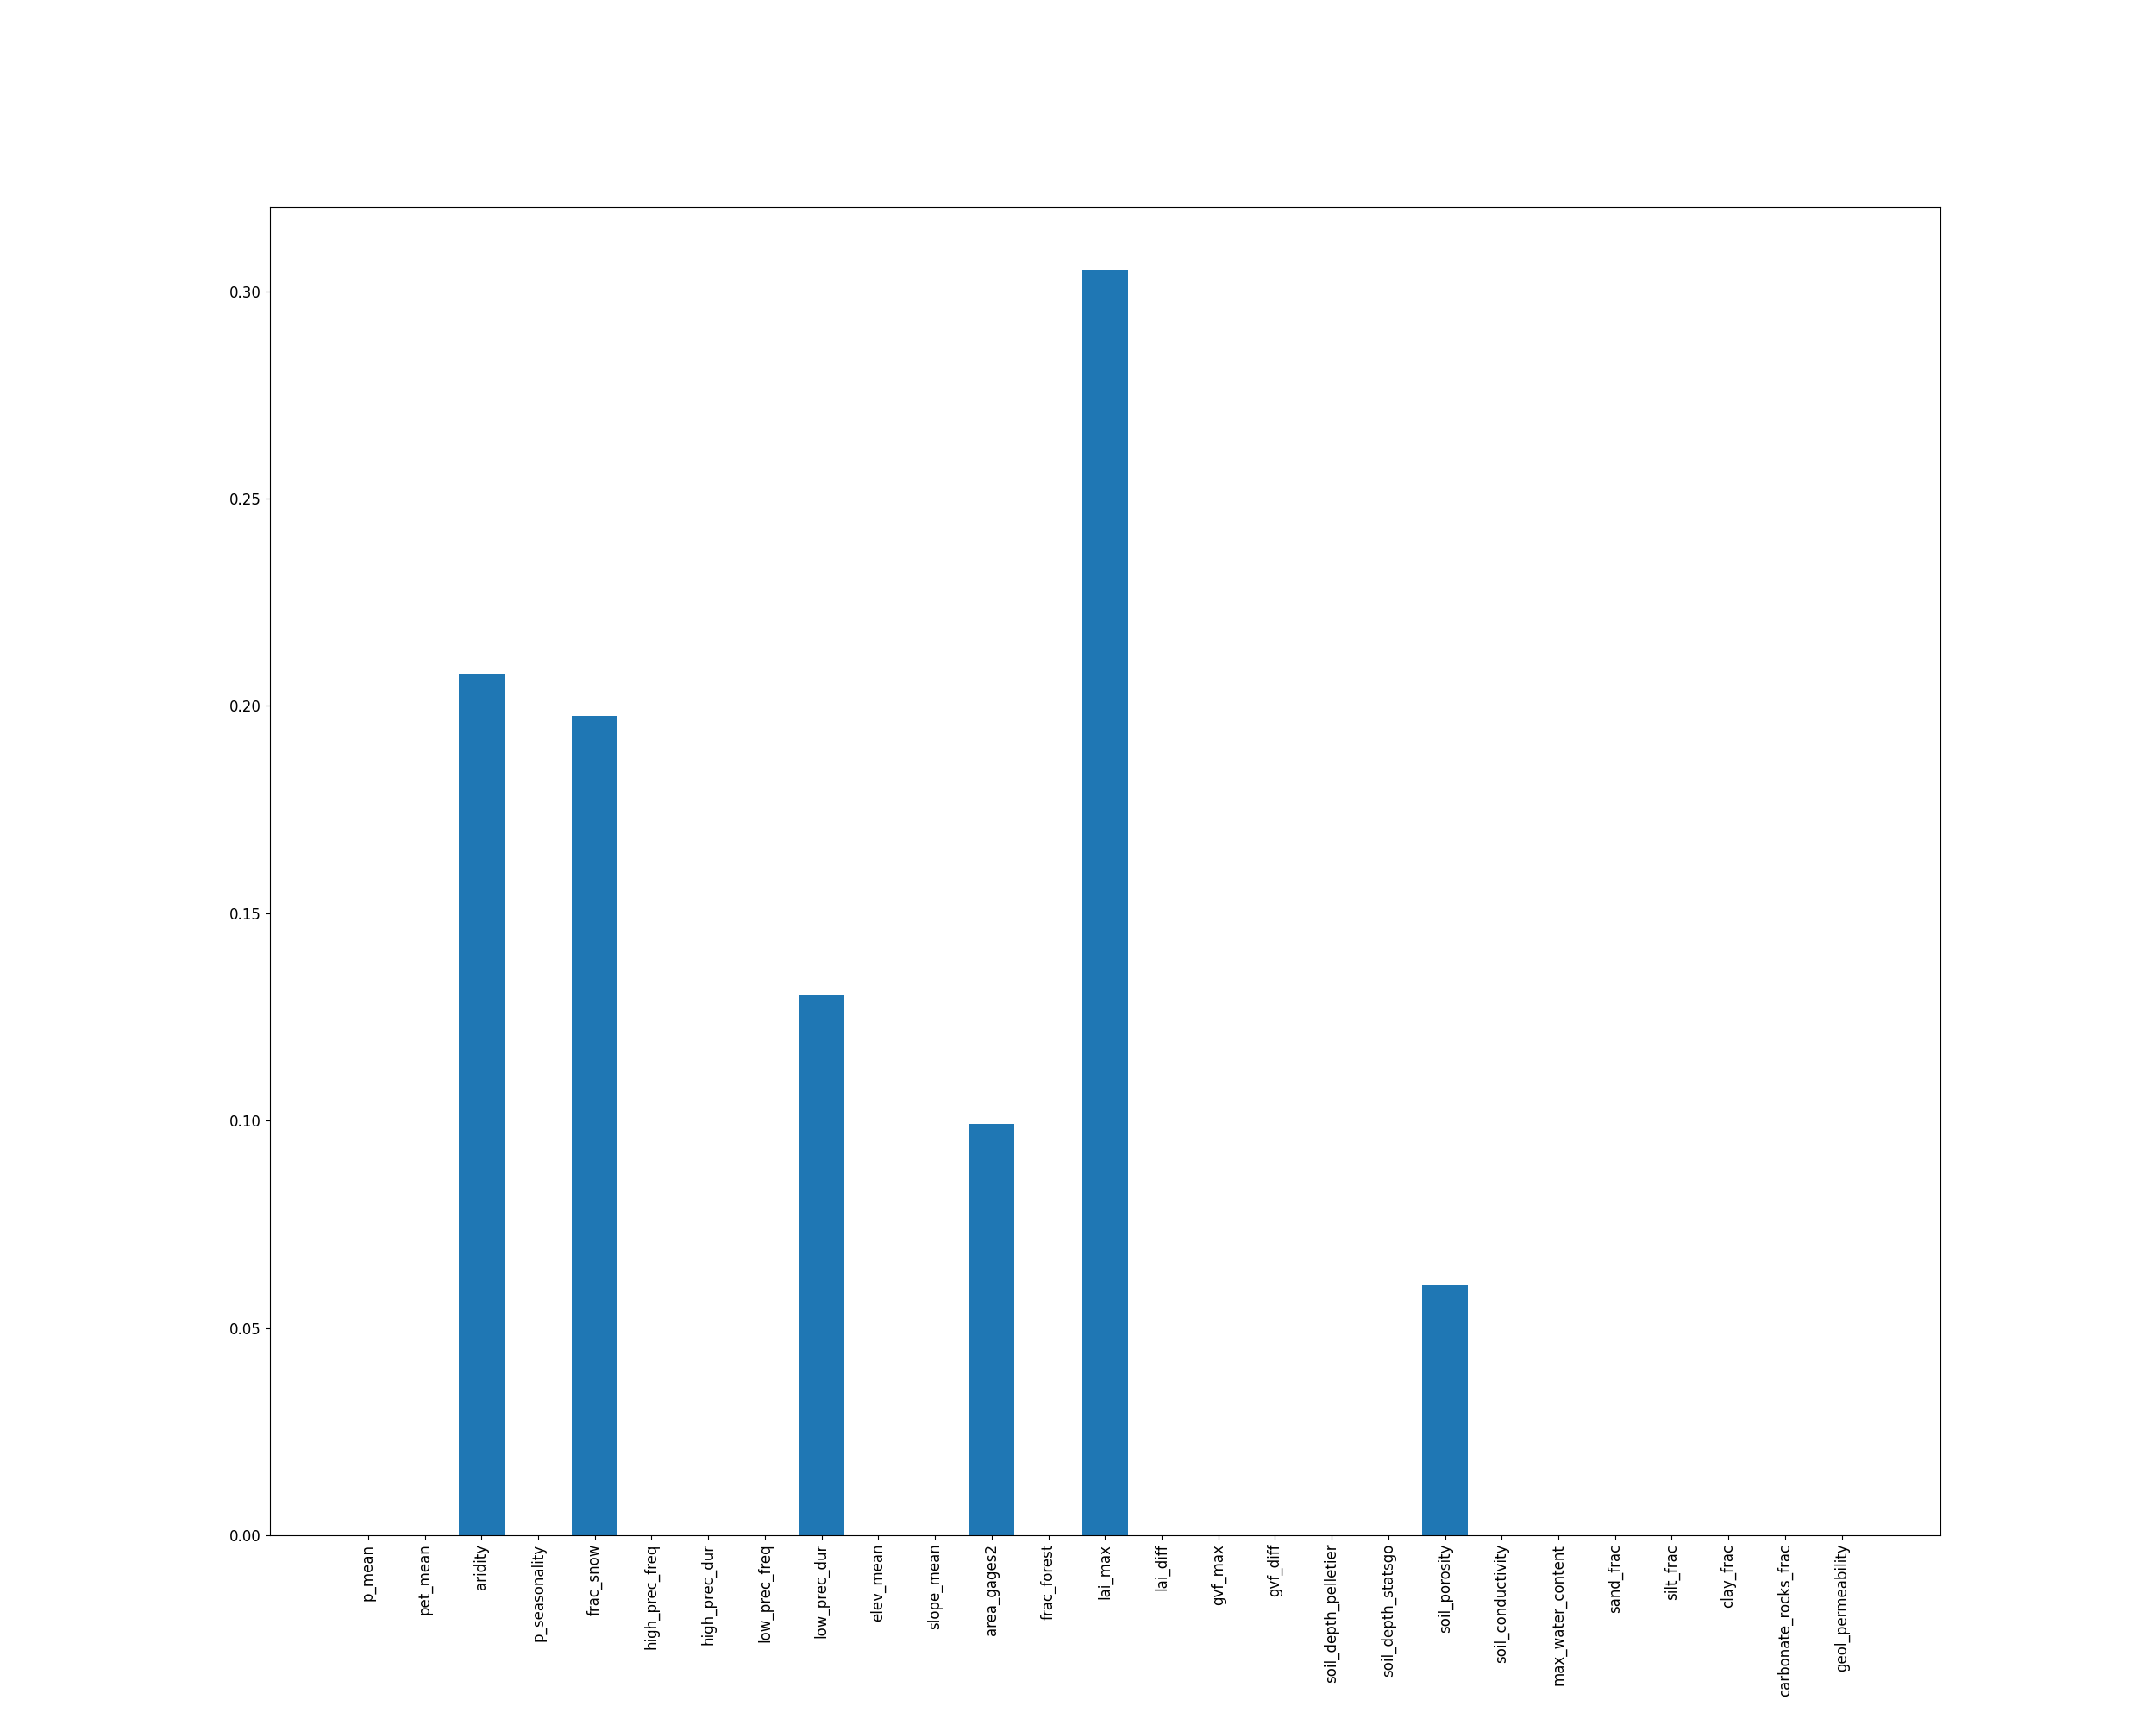 0.30
0.25
0.20
0.15
0.10
0.05
0.00
p_mean
pet_mean
aridity
p_seasonality
frac_snow
high_prec_freq
high_prec_dur
low_prec_freq
low_prec_dur
elev_mean
slope_mean
area_gages2
frac_forest
lai_max
lai_diff
gvf_max
gvf_diff
soil_depth_pelletier
soil_depth_statsgo
soil_porosity
soil_conductivity
max_water_content
sand_frac
silt_frac
clay_frac
carbonate_rocks_frac
geol_permeability